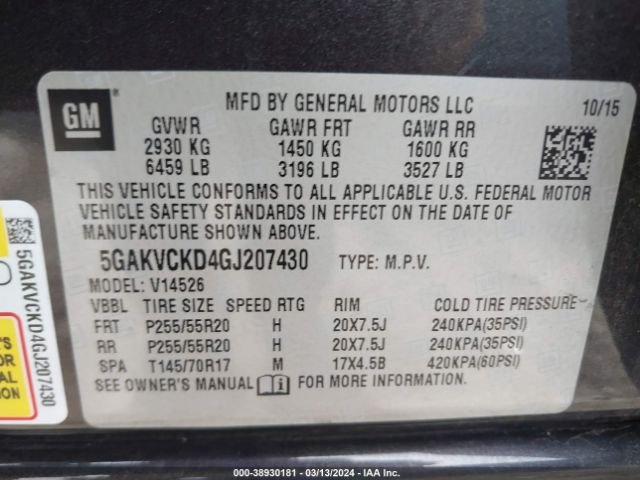 GM ®
MFD BY GENERAL MOTORS LLC 10/15
GVWR GAWR FRT GAWR RR
2930 KG 1450 KG 1600 KG
6459 LB 3196 LB 3527 LB
THIS VEHICLE CONFORMS TO ALL APPLICABLE U.S. FEDERAL MOTOR
VEHICLE SAFETY STANDARDS IN EFFECT ON THE DATE OF
MANUFACTURE SHOWN ABOVE.
5GAKVCKD4GJ207430 TYPE: M.P.V.
MODEL: V14526
VBBL TIRE SIZE SPEED RTG RIM COLD TIRE PRESSURE
FRT P255/55R20 H 20X7.5J 240KPA(35PSI)
RR P255/55R20 H 20X7.5J 240KPA(35PSI)
SPA T145/70R17 M 17X4.5B 420KPA(60PSI)
SEE OWNER'S MANUAL i FOR MORE INFORMATION.
5GAKVCKD4GJ207430
'S
FOR
AL
TION
000-38930181 | 03/13/2024 | IAA Inc.